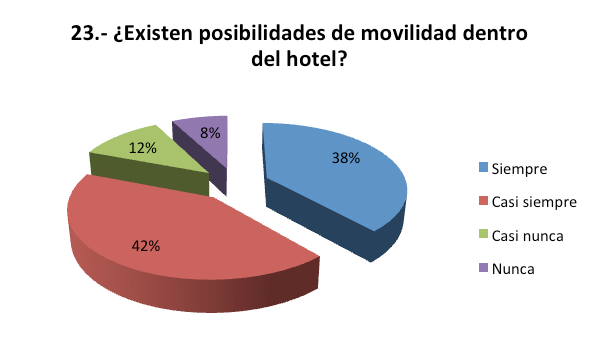 23.- ¿Existen posibilidades de movilidad dentro
del hotel?
8%
12%
38%
42%
Siempre
Casi siempre
Casi nunca
Nunca